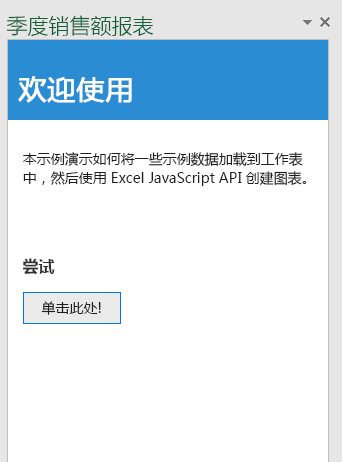 季度销售额报表
欢迎使用
本示例演示如何将一些示例数据加载到工作表
中，然后使用 Excel JavaScript API 创建图表。
尝试
单击此处!